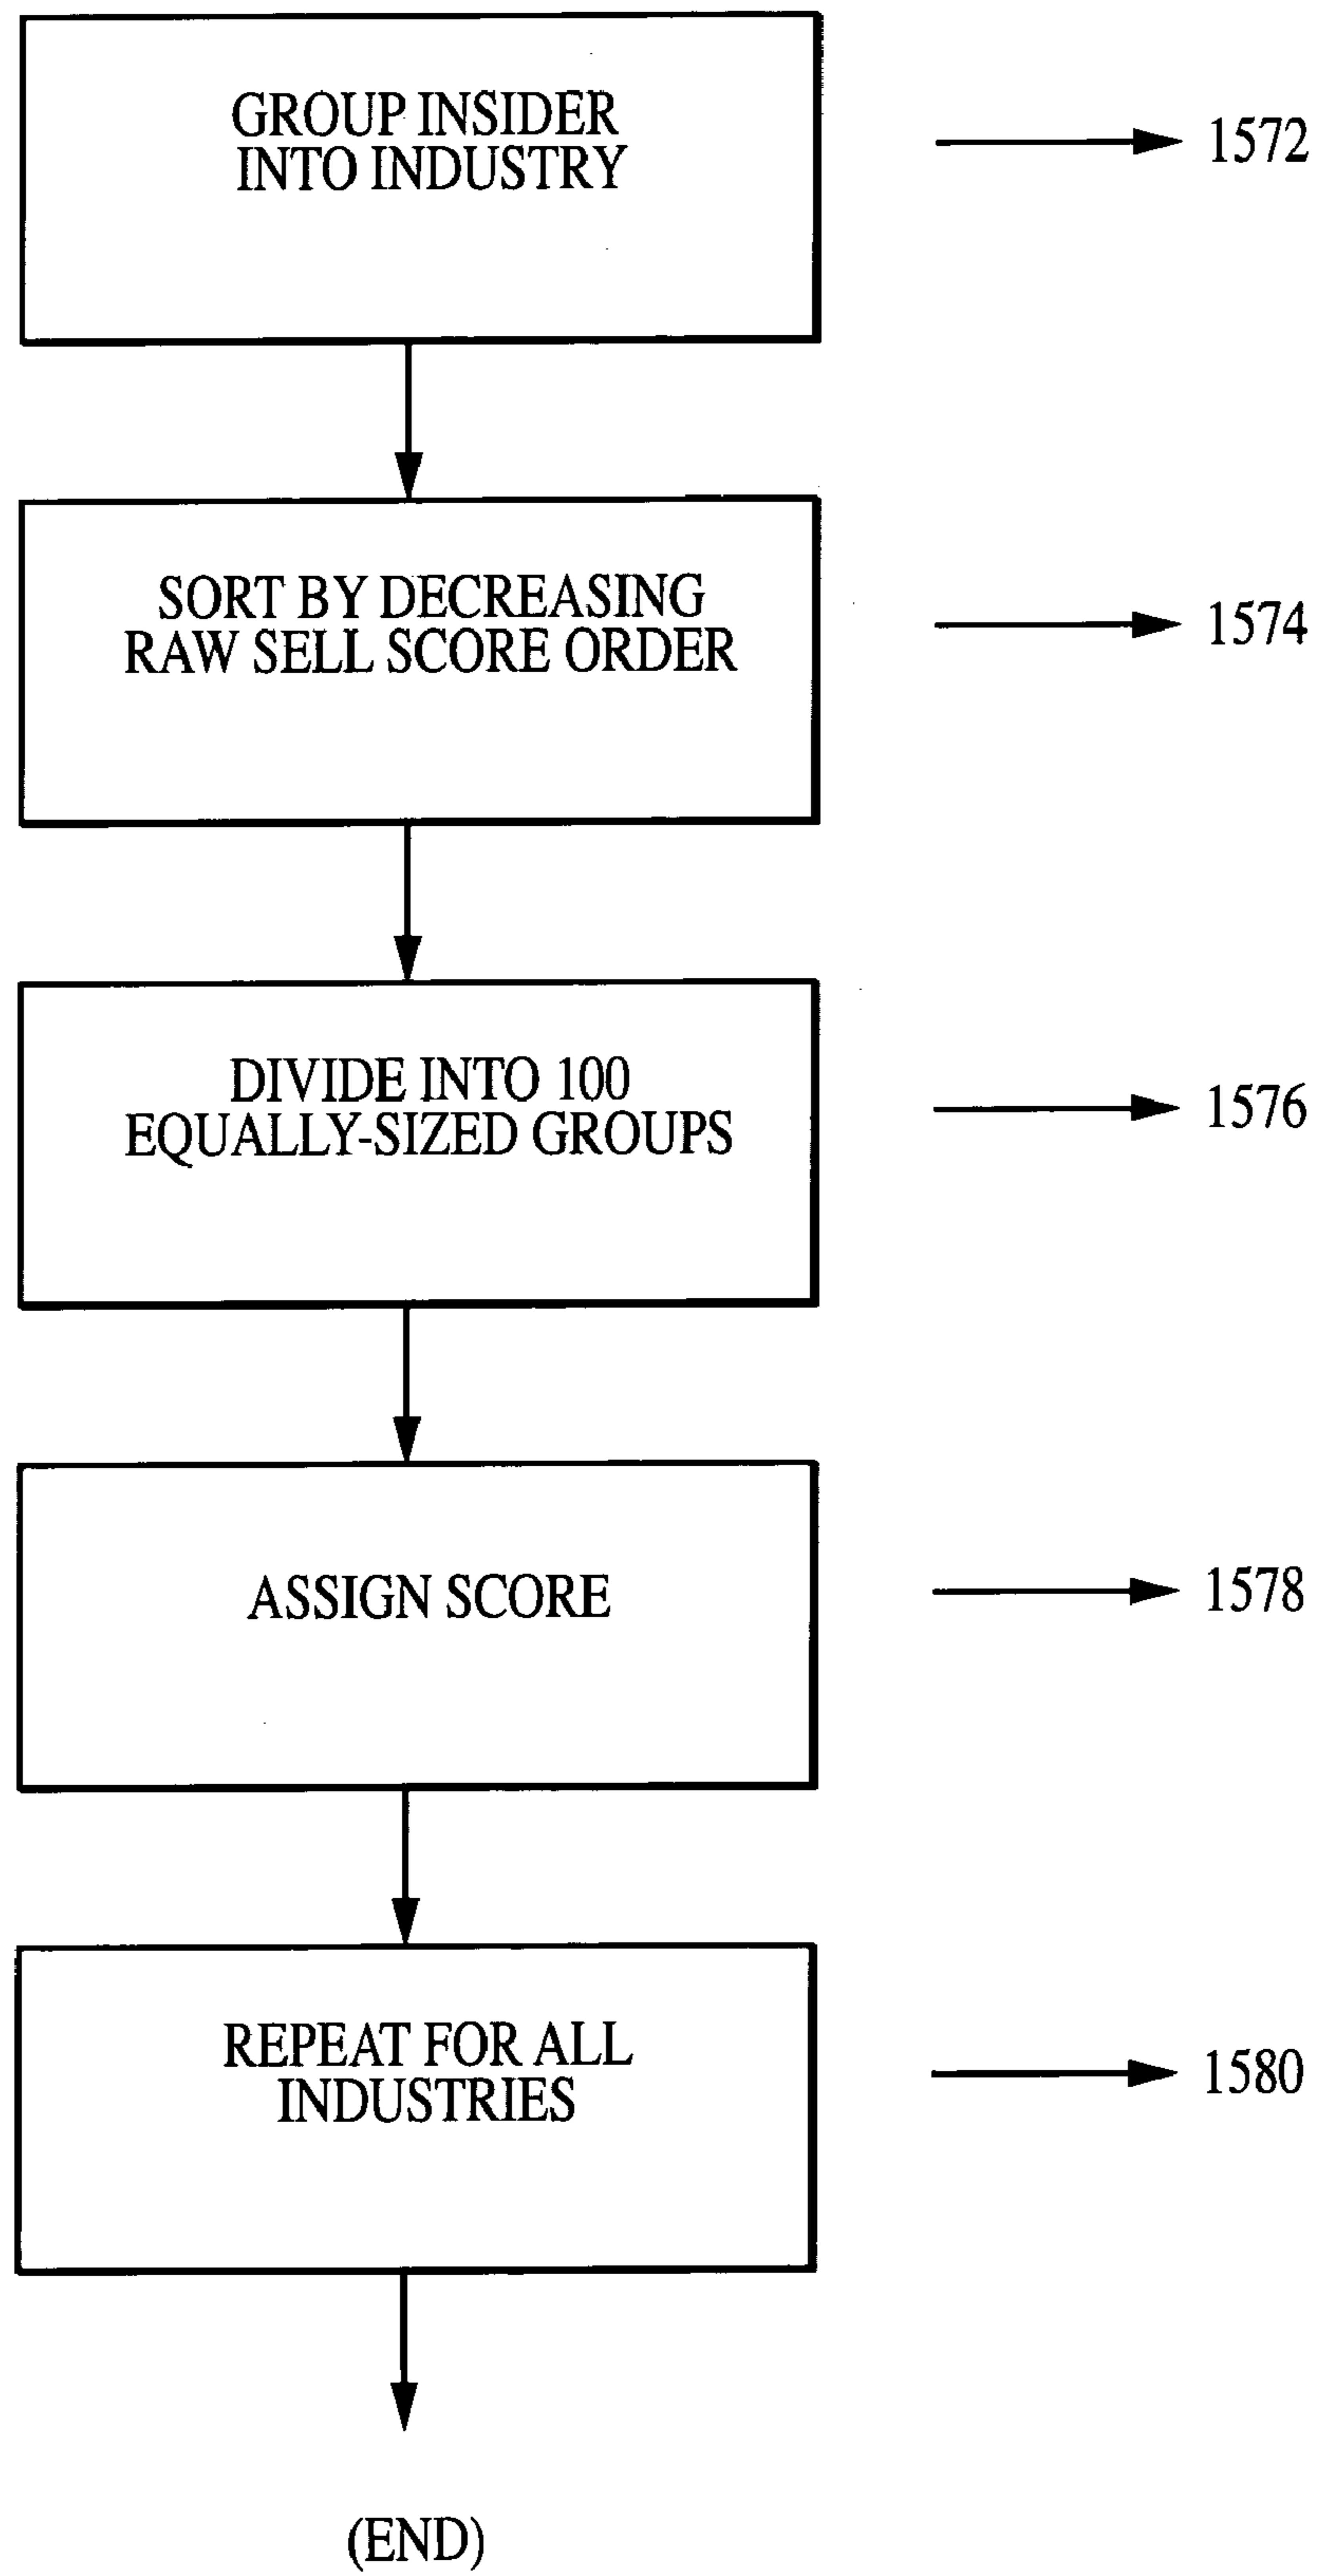 GROUP INSIDER
INTO INDUSTRY
1572
SORT BY DECREASING
RAW SELL SCORE ORDER
1574
DIVIDE INTO 100
EQUALLY-SIZED GROUPS
1576
ASSIGN SCORE
1578
REPEAT FOR ALL
INDUSTRIES
1580
(END)